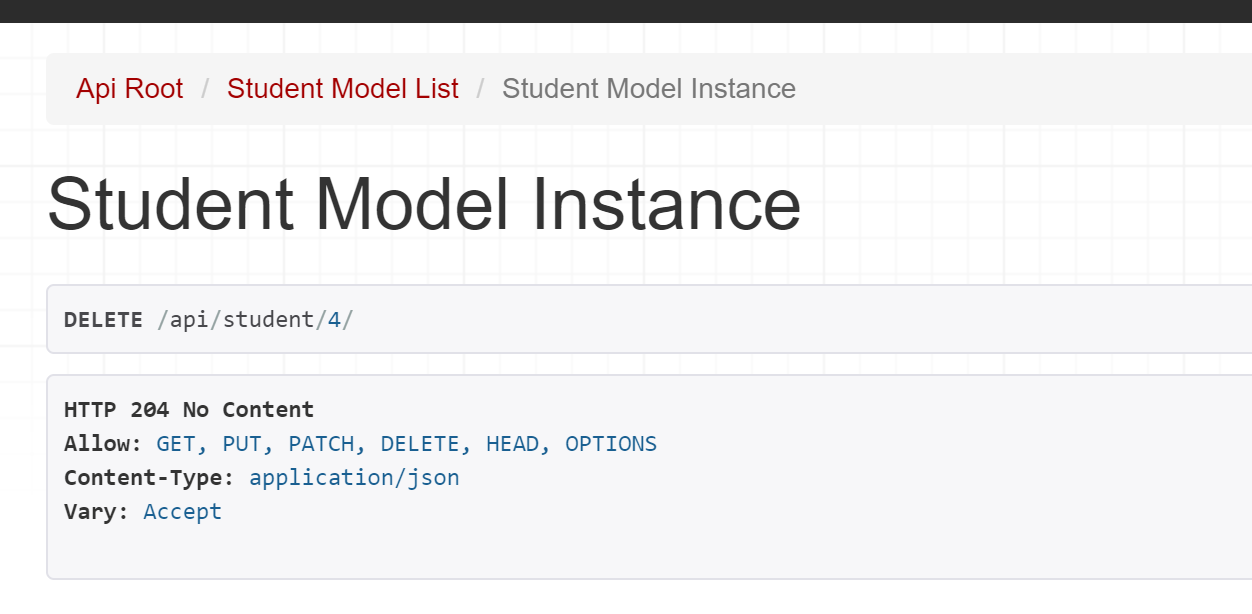 Api Root / Student Model List / Student Model Instance
Student Model Instance
DELETE /api/student/4/
HTTP 204 No Content
Allow: GET, PUT, PATCH, DELETE, HEAD, OPTIONS
Content-Type: application/json
Vary: Accept